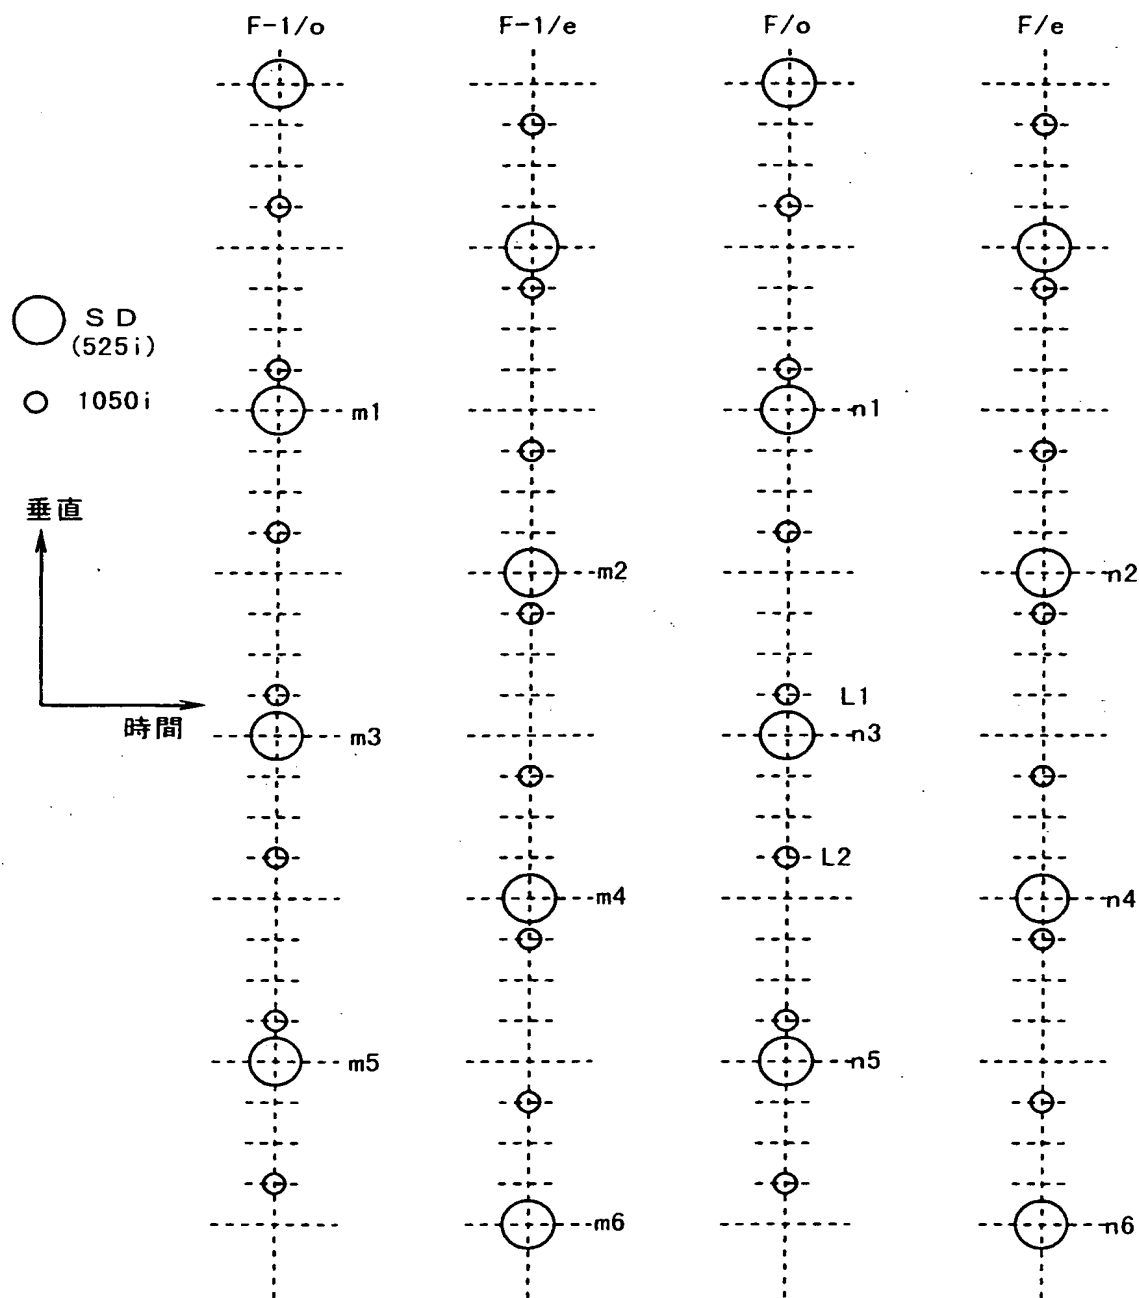 F-1/o F-1/e F/o F/e
SD
(525i)
1050i
m1 n1
垂直
m2 n2
L1
時間
m3 n3
L2
m4 n4
m5 n5
m6 n6